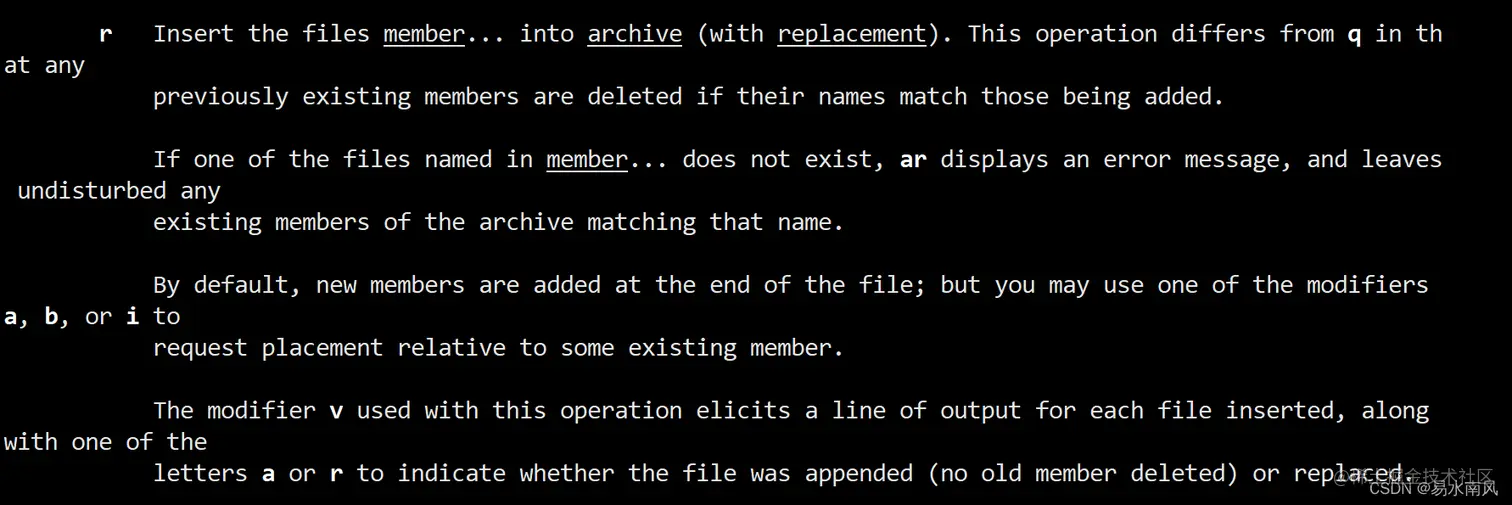 r Insert the files member... into archive (with replacement). This operation differs from q in th
at any
previously existing members are deleted if their names match those being added.
If one of the files named in member... does not exist, ar displays an error message, and leaves
undisturbed any
existing members of the archive matching that name.
By default, new members are added at the end of the file; but you may use one of the modifiers
a, b, or i to
request placement relative to some existing member.
The modifier v used with this operation elicits a line of output for each file inserted, along
with one of the
letters a or r to indicate whether the file was appended (no old member deleted) or replaced.
@稀土掘金技术社区
CSDN @易水南风